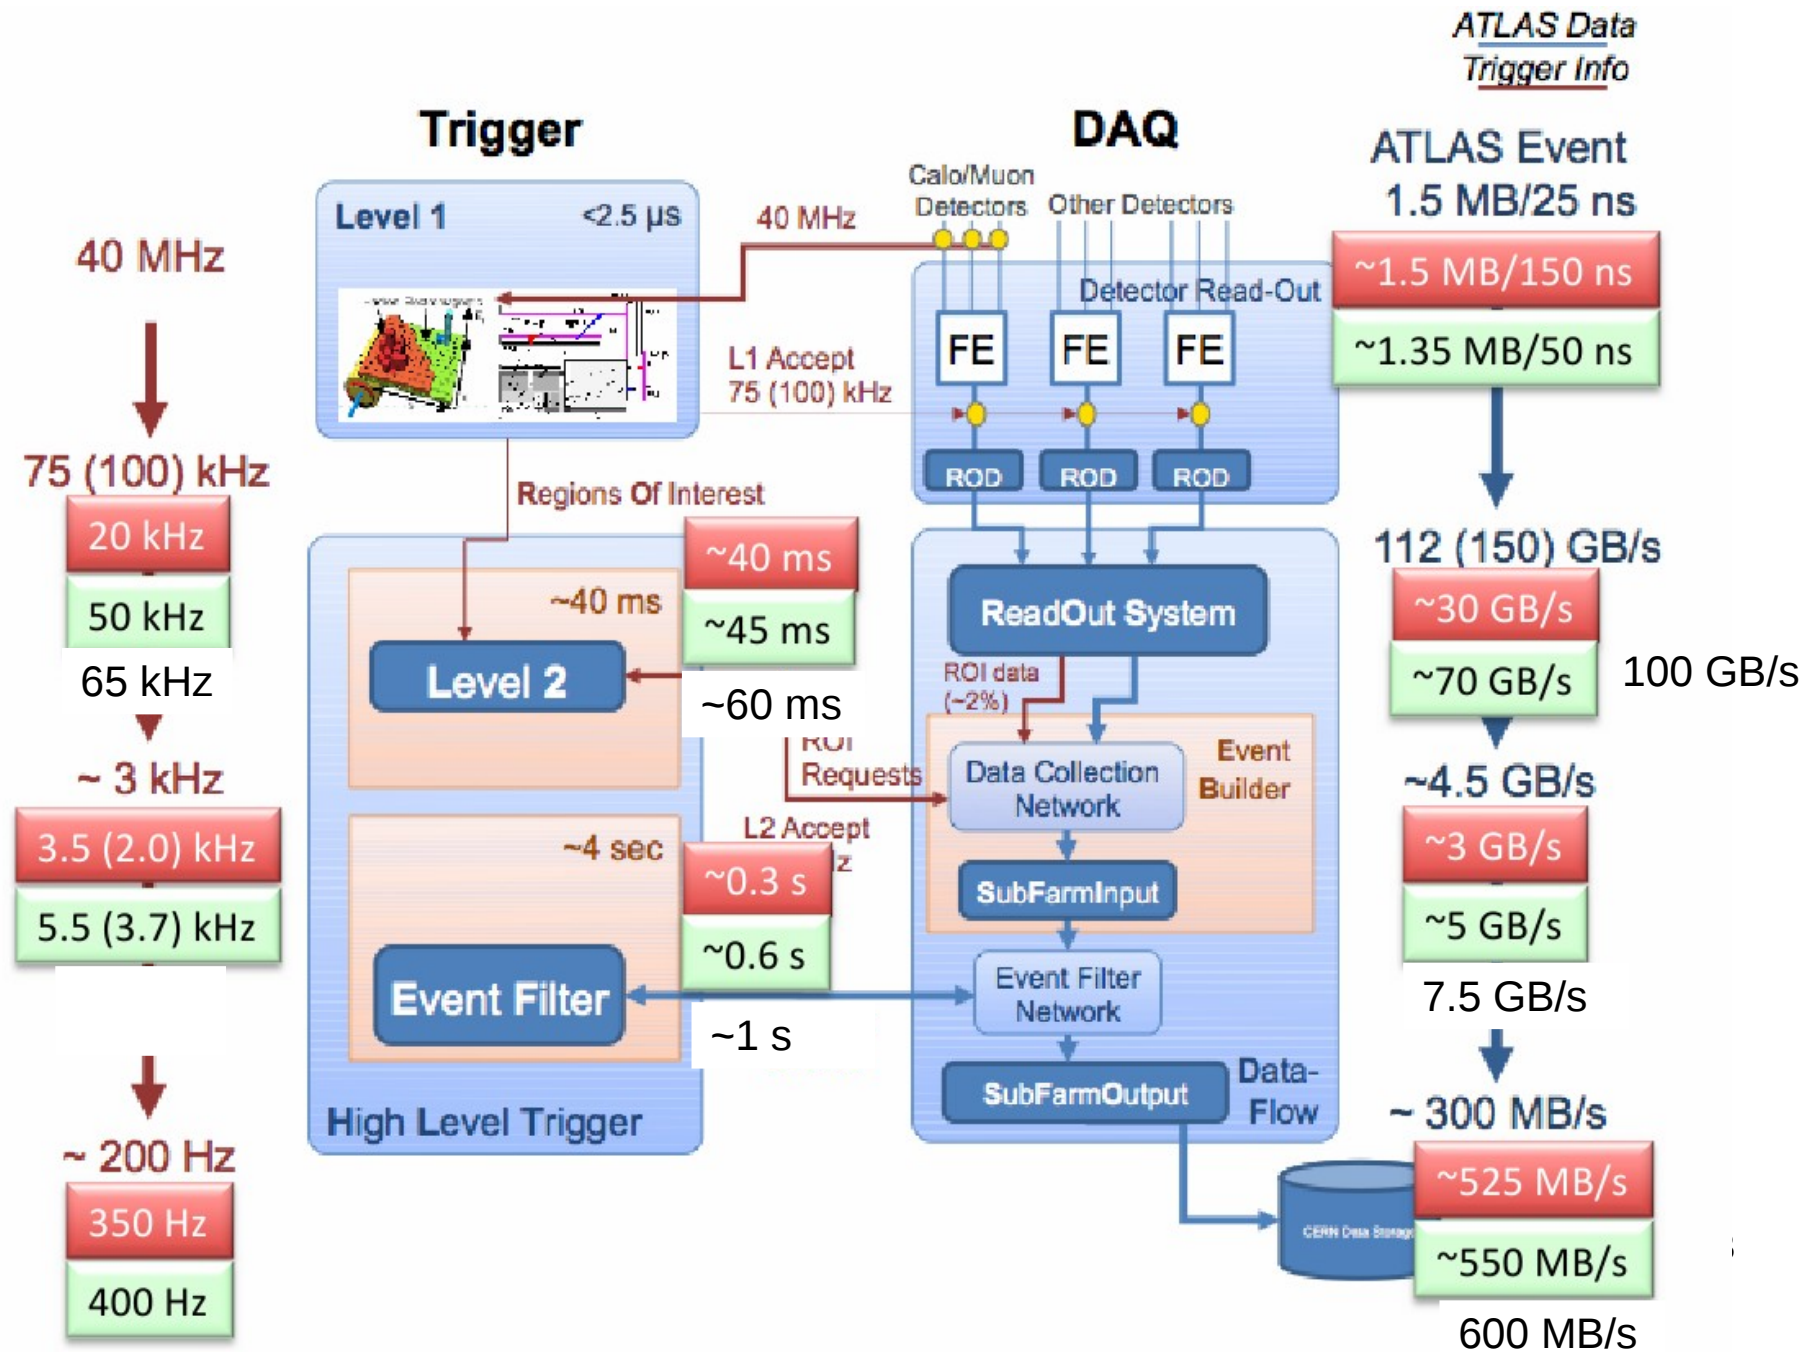 ATLAS Data
Trigger Info
Trigger
DAQ
ATLAS Event
1.5 MB/25 ns
~1.5 MB/150 ns
~1.35 MB/50 ns
112 (150) GB/s
~30 GB/s
~70 GB/s
100 GB/s
~4.5 GB/s
~3 GB/s
~5 GB/s
7.5 GB/s
~ 300 MB/s
~525 MB/s
~550 MB/s
600 MB/s
40 MHz
75 (100) kHz
20 kHz
50 kHz
65 kHz
~ 3 kHz
3.5 (2.0) kHz
5.5 (3.7) kHz
~ 200 Hz
350 Hz
400 Hz
Level 1
<2.5 µs
40 MHz
L1 Accept
75 (100) kHz
Regions Of Interest
~40 ms
~40 ms
~45 ms
~60 ms
Level 2
ROI
Requests
L2 Accept
~4 sec
~0.3 s
~0.6 s
~1 s
Event Filter
High Level Trigger
Calo/Muon
Detectors
Other Detectors
Detector Read-Out
FE
FE
FE
ROD
ROD
ROD
ReadOut System
ROI data
(~2%)
Event
Builder
Data Collection
Network
SubFarmInput
Event Filter
Network
SubFarmOutput
Data-
Flow
CERN Data Storage